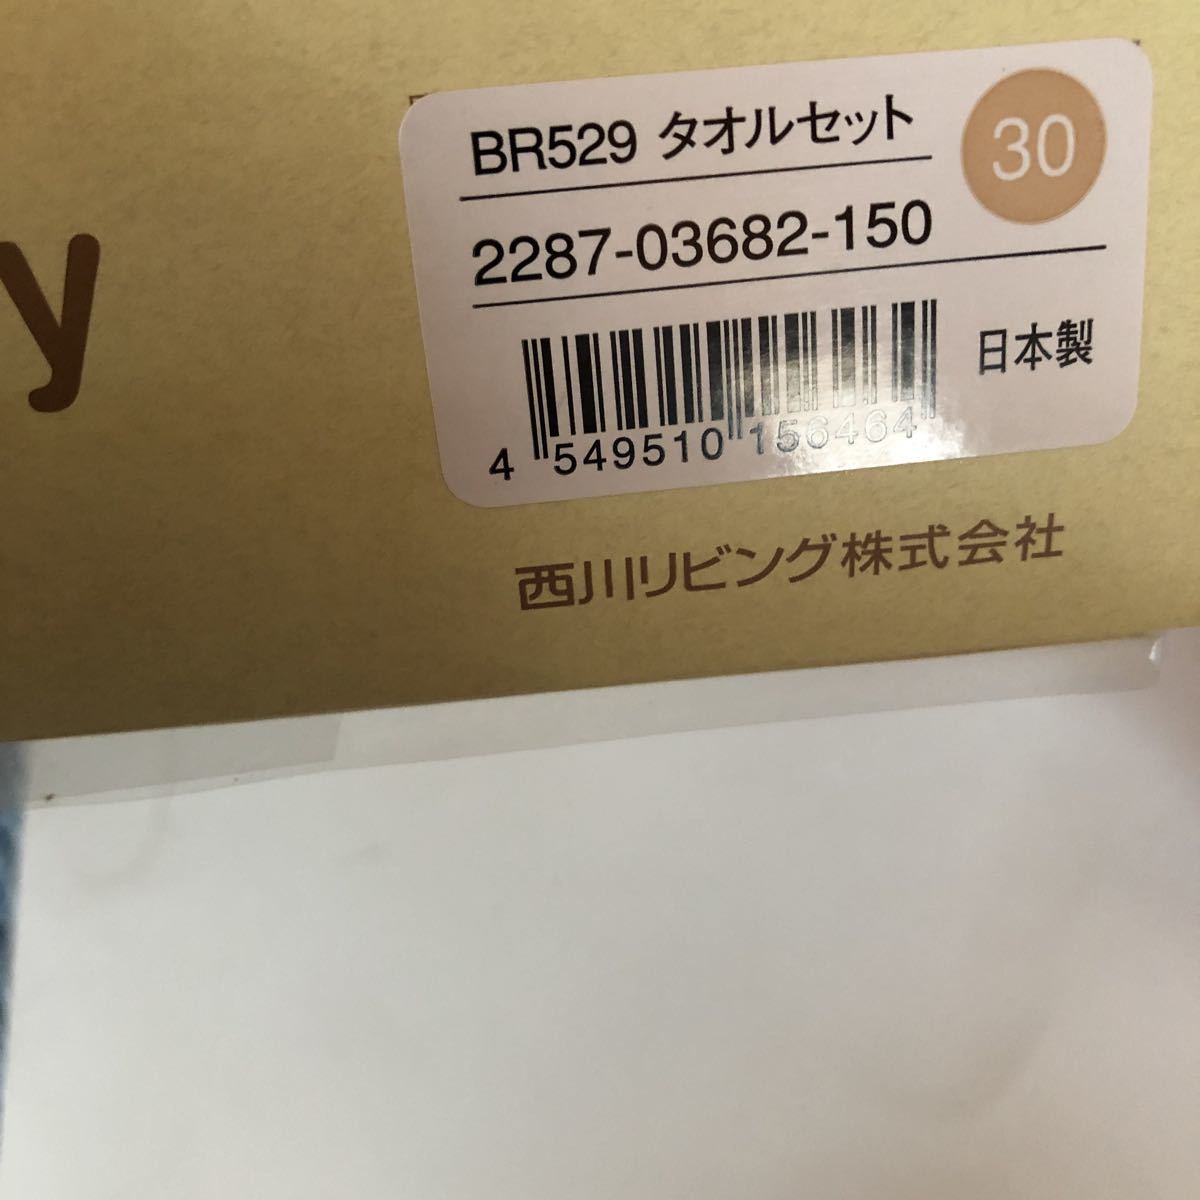 BR529 タオルセット
30
2287-03682-150
日本製
4 549510 156464
y
西川リビング株式会社